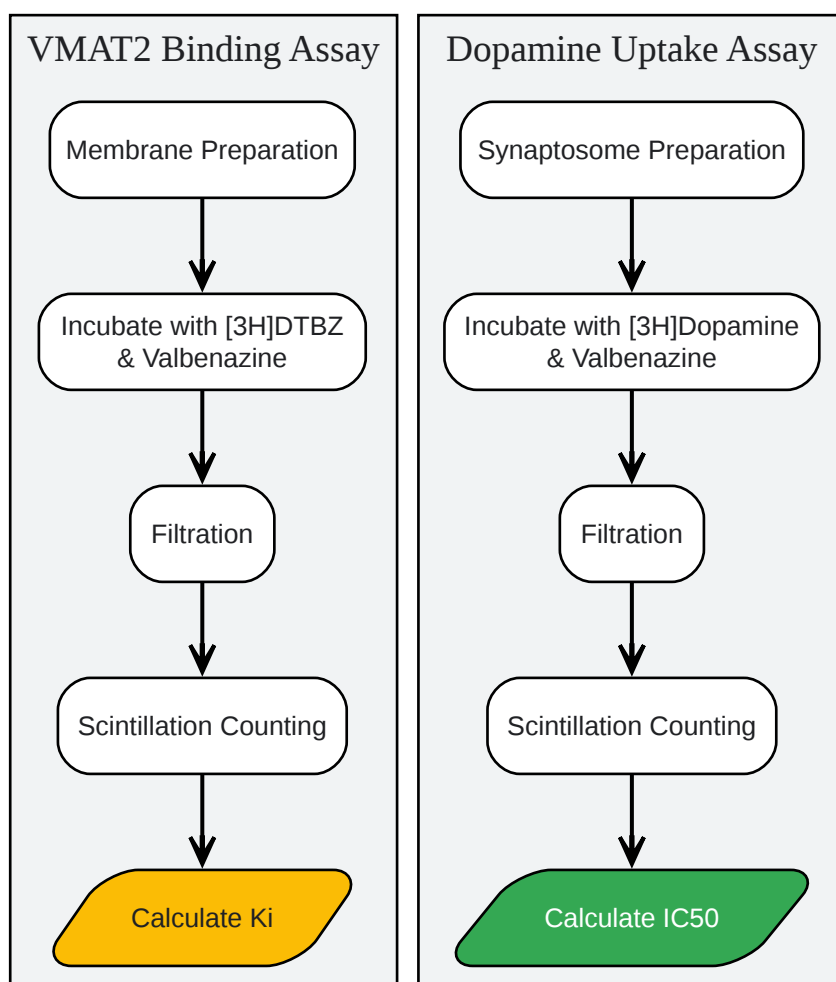 VMAT2 Binding Assay
Membrane Preparation
Incubate with [3H]DTBZ
& Valbenazine
Filtration
Scintillation Counting
Calculate Ki
Dopamine Uptake Assay
Synaptosome Preparation
Incubate with [3H]Dopamine
& Valbenazine
Filtration
Scintillation Counting
Calculate IC50